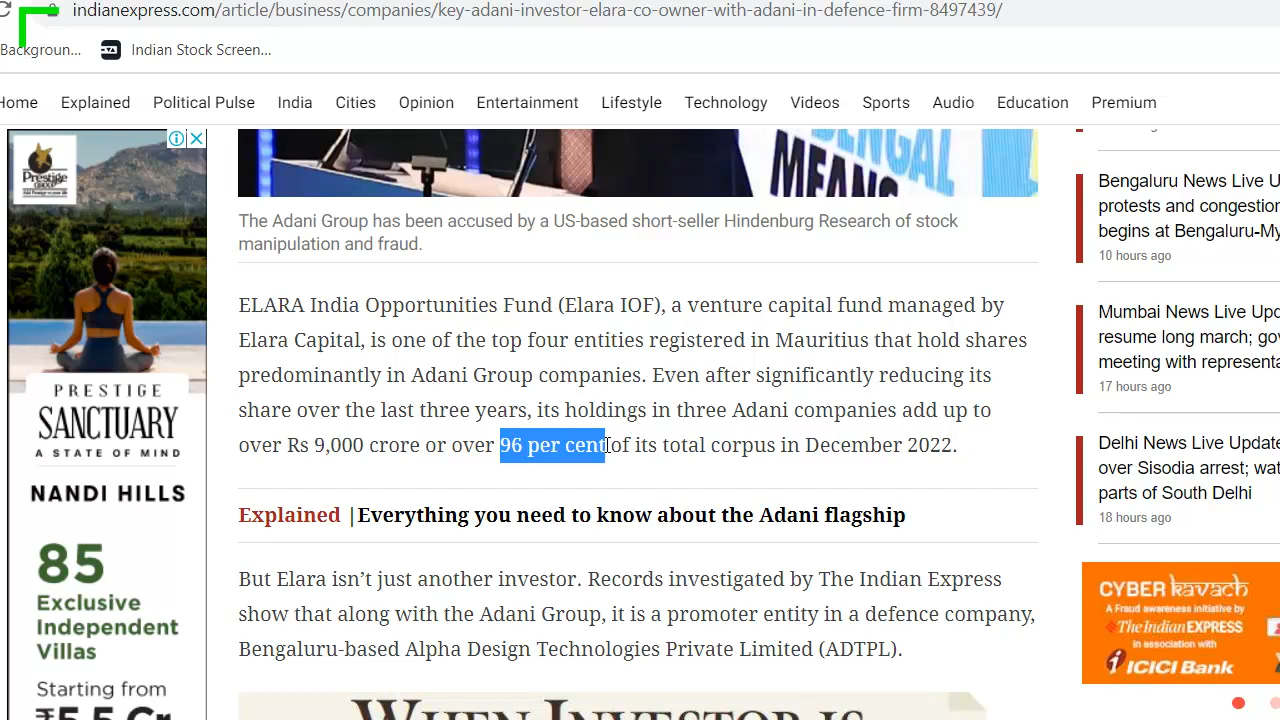 indianexpress.com/article/business/companies/key-adani-investor-elara-co-owner-with-adani-in-defence-firm-8497439/
Backgroun... Indian Stock Screen...
Home Explained Political Pulse India Cities Opinion Entertainment Lifestyle Technology Videos Sports Audio Education Premium
Prestige
GROUP
PRESTIGE
SANCTUARY
A STATE OF MIND
NANDI HILLS
85
Exclusive
Independent
Villas
Starting from
BENGAL
MEANS
The Adani Group has been accused by a US-based short-seller Hindenburg Research of stock
manipulation and fraud.
ELARA India Opportunities Fund (Elara IOF), a venture capital fund managed by
Elara Capital, is one of the top four entities registered in Mauritius that hold shares
predominantly in Adani Group companies. Even after significantly reducing its
share over the last three years, its holdings in three Adani companies add up to
over Rs 9,000 crore or over 96 per cent of its total corpus in December 2022.
Explained |Everything you need to know about the Adani flagship
But Elara isn’t just another investor. Records investigated by The Indian Express
show that along with the Adani Group, it is a promoter entity in a defence company,
Bengaluru-based Alpha Design Technologies Private Limited (ADTPL).
WHEN INVESTOR IS
Bengaluru News Live U
protests and congestion
begins at Bengaluru-My
10 hours ago
Mumbai News Live Upd
resume long march; gov
meeting with representa
17 hours ago
Delhi News Live Update
over Sisodia arrest; wat
parts of South Delhi
18 hours ago
CYBER kavach
A Fraud awareness initiative by
The Indian EXPRESS
in association with
ICICI Bank